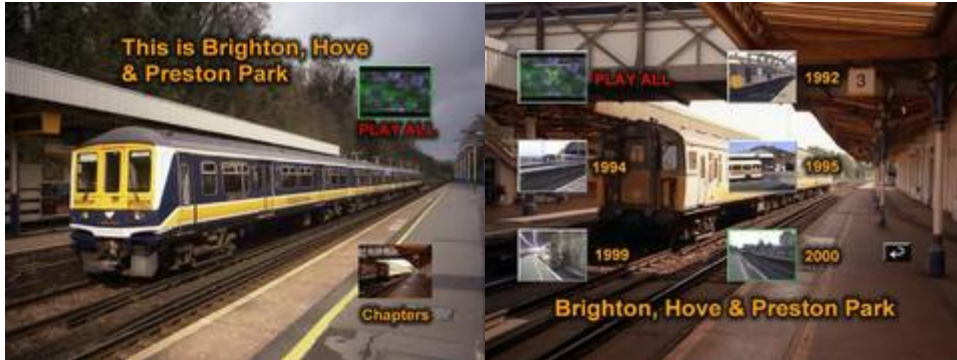 This is Brighton, Hove
& Preston Park
PLAY ALL
Chapters
PLAY ALL
1992
3
1994
1995
1999
2000
Brighton, Hove & Preston Park